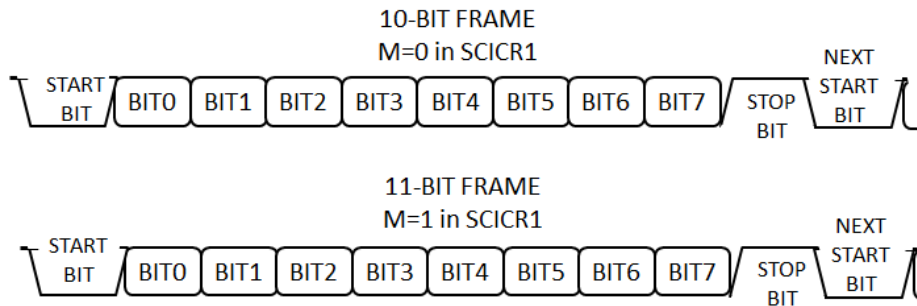 10-BIT FRAME
M=0 in SCICR1
START
BIT
BIT0 BIT1 BIT2 BIT3 BIT4 BIT5 BIT6 BIT7
STOP
BIT
NEXT
START
BIT
11-BIT FRAME
M=1 in SCICR1
START
BIT
BIT0 BIT1 BIT2 BIT3 BIT4 BIT5 BIT6 BIT7
STOP
BIT
NEXT
START
BIT